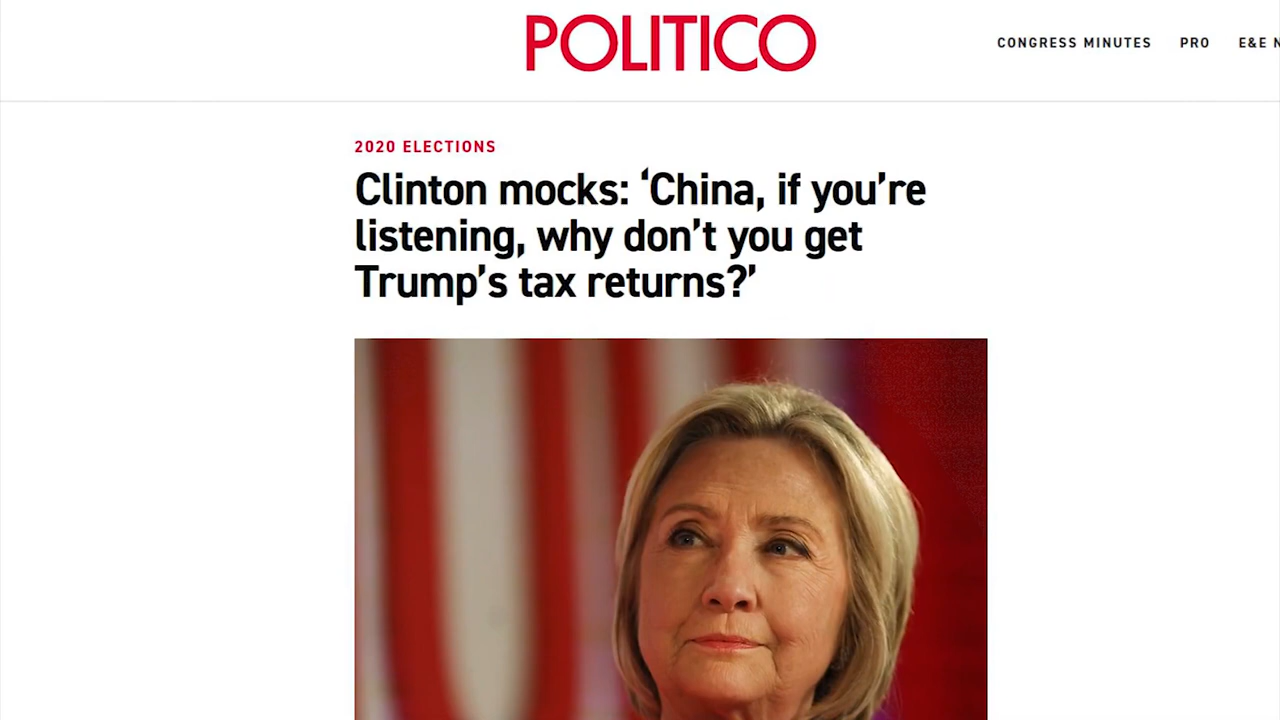 POLITICO
CONGRESS MINUTES PRO E&E N
2020 ELECTIONS
Clinton mocks: ‘China, if you’re
listening, why don’t you get
Trump’s tax returns?’